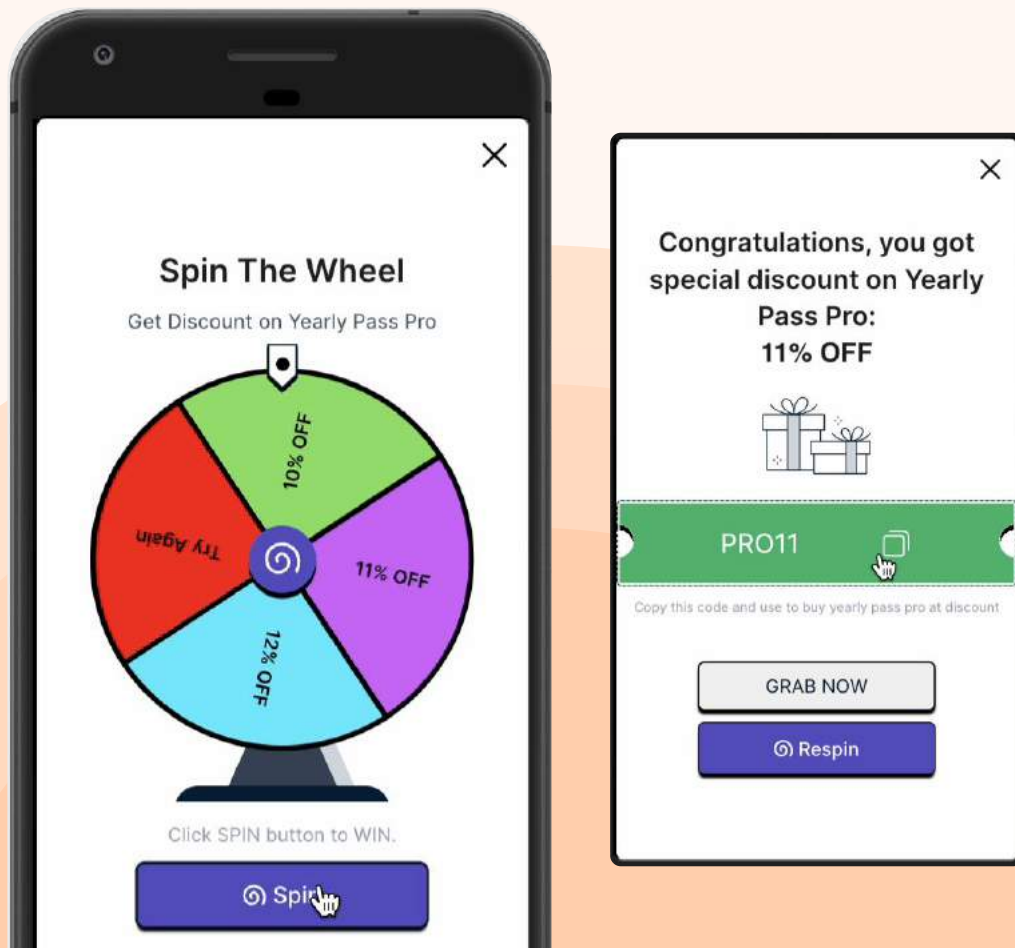 Spin The Wheel
Get Discount on Yearly Pass Pro
10% OFF
11% OFF
12% OFF
Try Again
Click SPIN button to WIN.
Spin
Congratulations, you got
special discount on Yearly
Pass Pro:
11% OFF
PRO11
Copy this code and use to buy yearly pass pro at discount
GRAB NOW
Respin